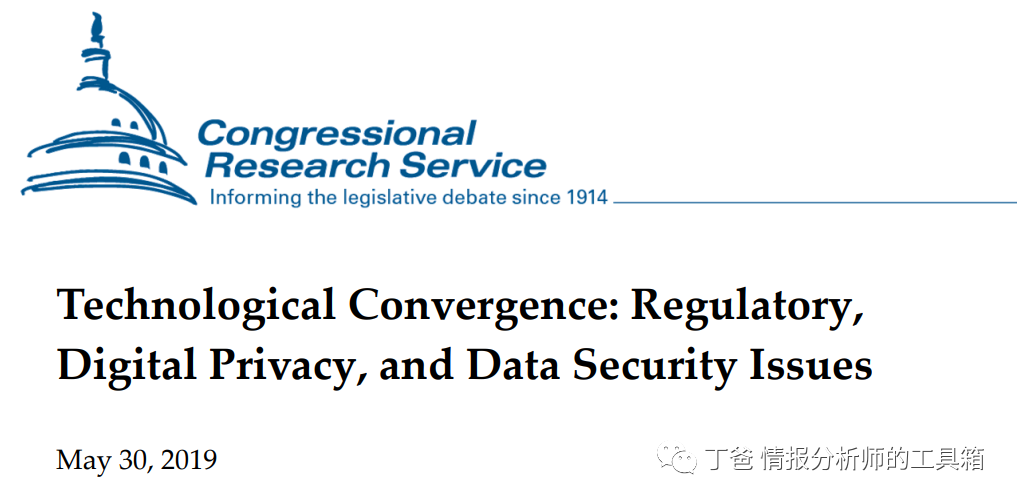 Congressional
Research Service
Informing the legislative debate since 1914
Technological Convergence: Regulatory,
Digital Privacy, and Data Security Issues
May 30, 2019
丁爸 情报分析师的工具箱